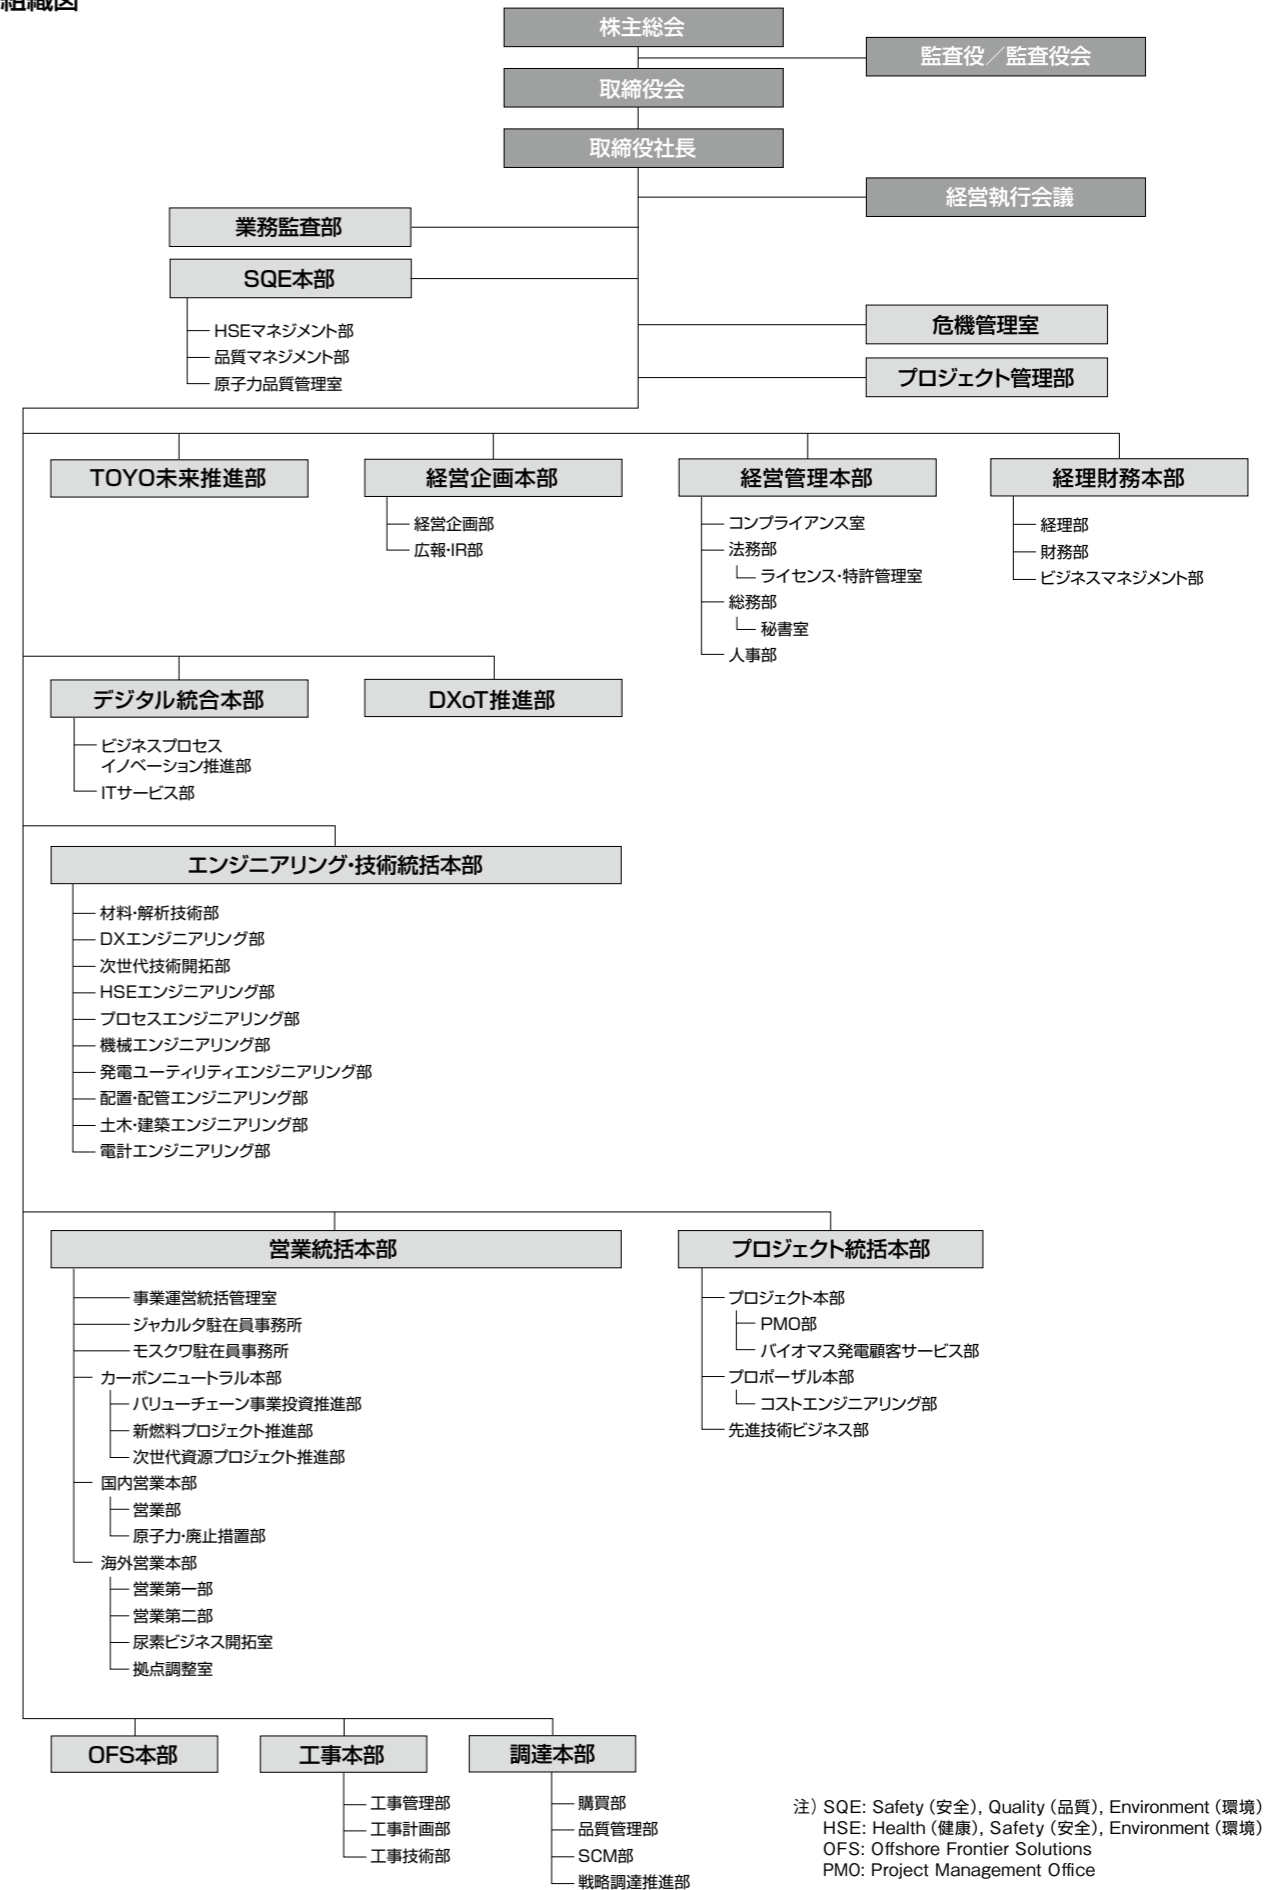 組織図
株主総会
監査役／監査役会
取締役会
取締役社長
経営執行会議
業務監査部
SQE本部
HSEマネジメント部
品質マネジメント部
原子力品質管理室
危機管理室
プロジェクト管理部
TOYO未来推進部
経営企画本部
経営企画部
広報・IR部
経営管理本部
コンプライアンス室
法務部
ライセンス・特許管理室
総務部
秘書室
人事部
経理財務本部
経理部
財務部
ビジネスマネジメント部
デジタル統合本部
ビジネスプロセス
イノベーション推進部
ITサービス部
DXoT推進部
エンジニアリング・技術統括本部
材料・解析技術部
DXエンジニアリング部
次世代技術開拓部
HSEエンジニアリング部
プロセスエンジニアリング部
機械エンジニアリング部
発電ユーティリティエンジニアリング部
配置・配管エンジニアリング部
土木・建築エンジニアリング部
電計エンジニアリング部
営業統括本部
事業運営統括管理室
ジャカルタ駐在員事務所
モスクワ駐在員事務所
カーボンニュートラル本部
バリューチェーン事業投資推進部
新燃料プロジェクト推進部
次世代資源プロジェクト推進部
国内営業本部
営業部
原子力・廃止措置部
海外営業本部
営業第一部
営業第二部
尿素ビジネス開拓室
拠点調整室
プロジェクト統括本部
プロジェクト本部
PMO部
バイオマス発電顧客サービス部
プロポーザル本部
コストエンジニアリング部
先進技術ビジネス部
OFS本部
工事本部
工事管理部
工事計画部
工事技術部
調達本部
購買部
品質管理部
SCM部
戦略調達推進部
注）SQE: Safety（安全）, Quality（品質）, Environment（環境）
HSE: Health（健康）, Safety（安全）, Environment（環境）
OFS: Offshore Frontier Solutions
PMO: Project Management Office